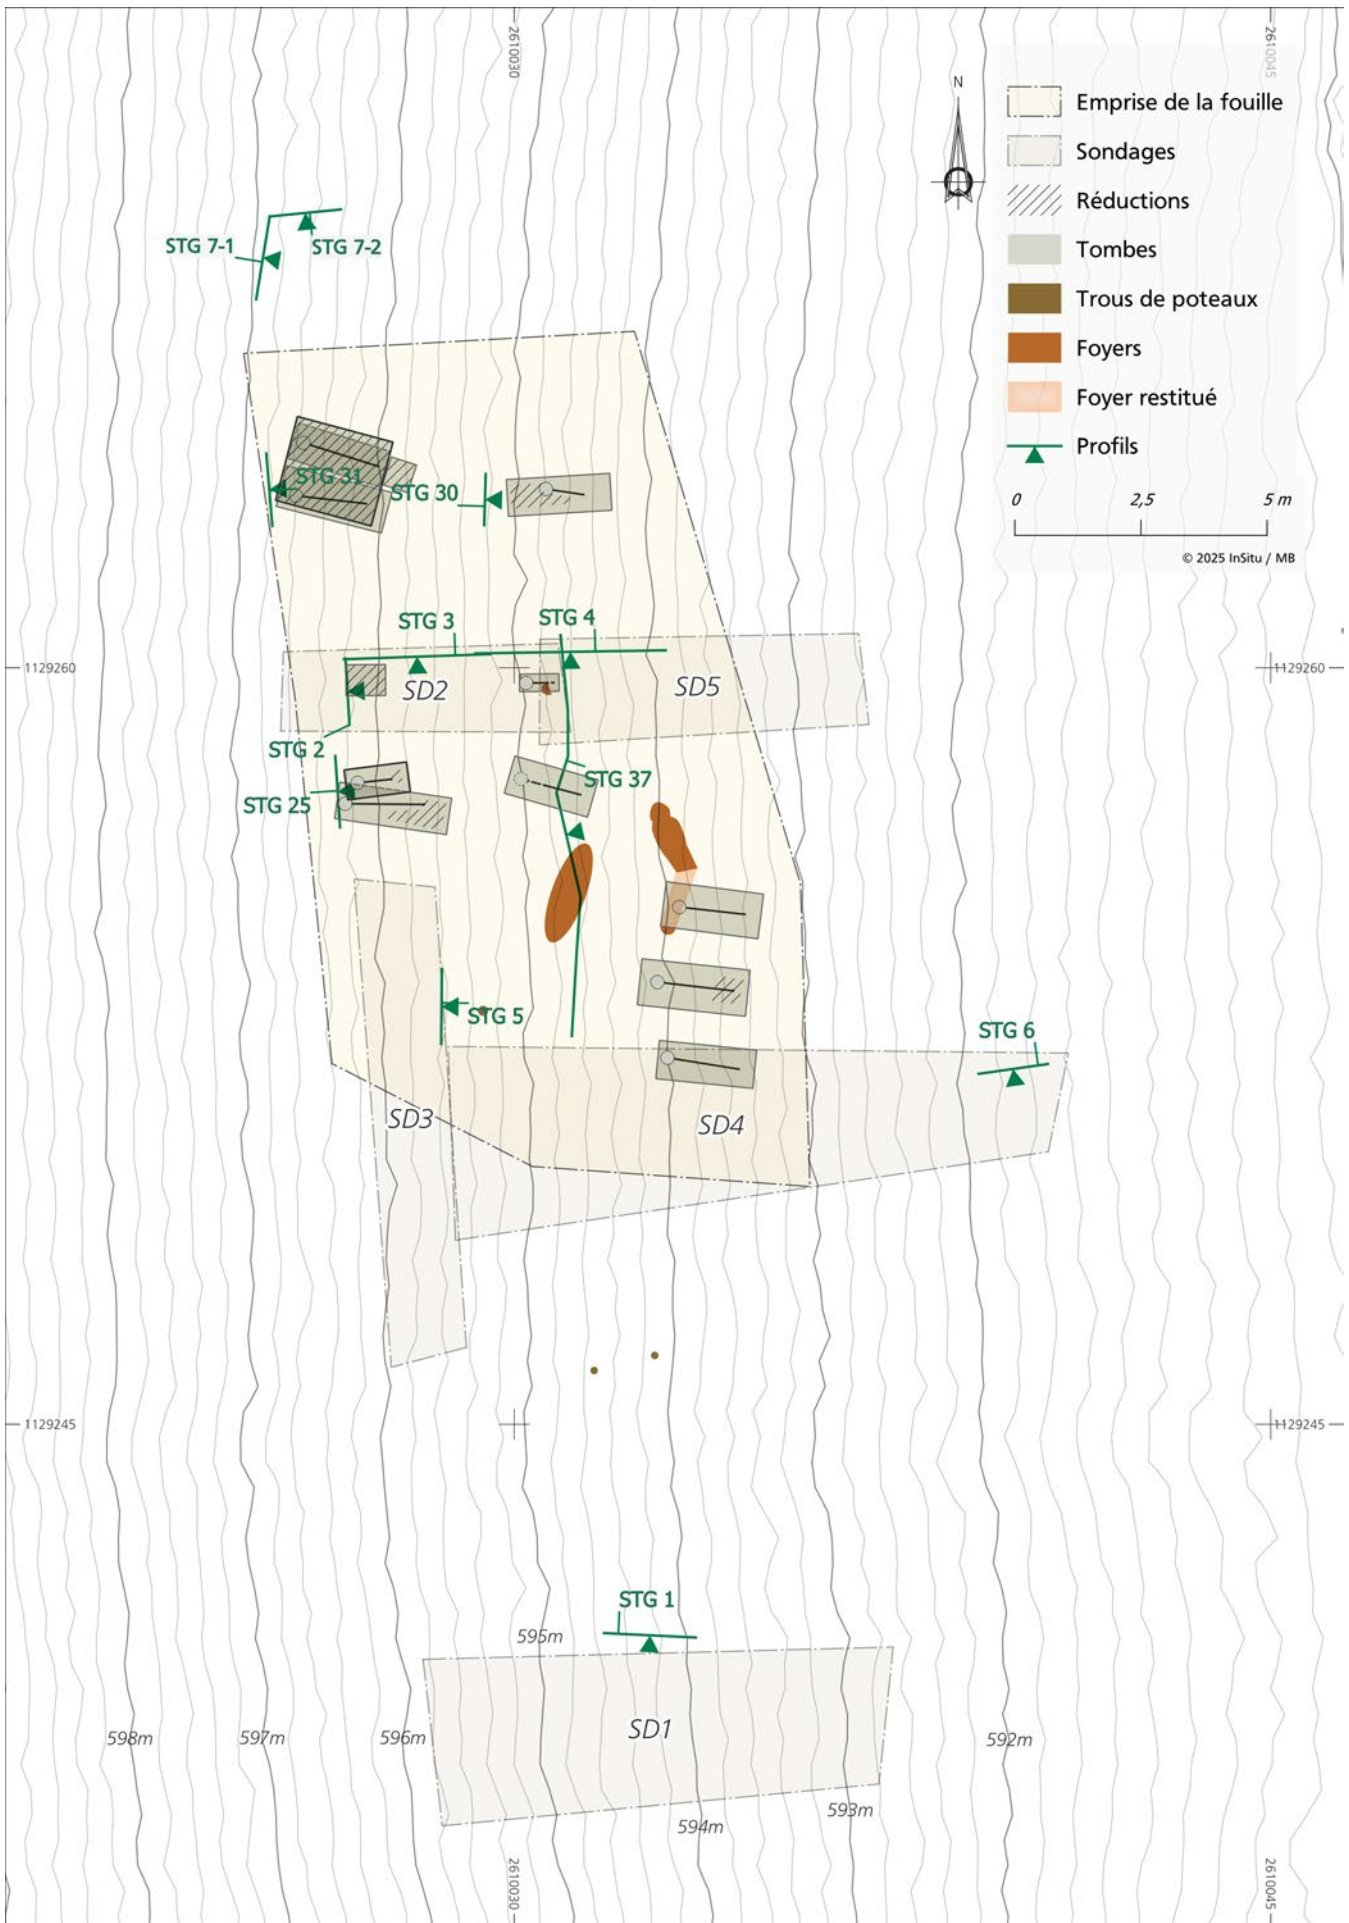 2610030
2610045
N
Emprise de la fouille
Sondages
Réductions
Tombes
Trous de poteaux
Foyers
Foyer restitué
Profils
0 2,5 5 m
© 2025 InSitu / MB
STG 7-1
STG 7-2
STG 31
STG 30
STG 3
STG 4
1129260
1129260
SD2
SD5
STG 2
STG 37
STG 25
STG 5
STG 6
SD3
SD4
1129245
1129245
STG 1
595m
SD1
598m
597m
596m
592m
593m
594m
2610030
2610045